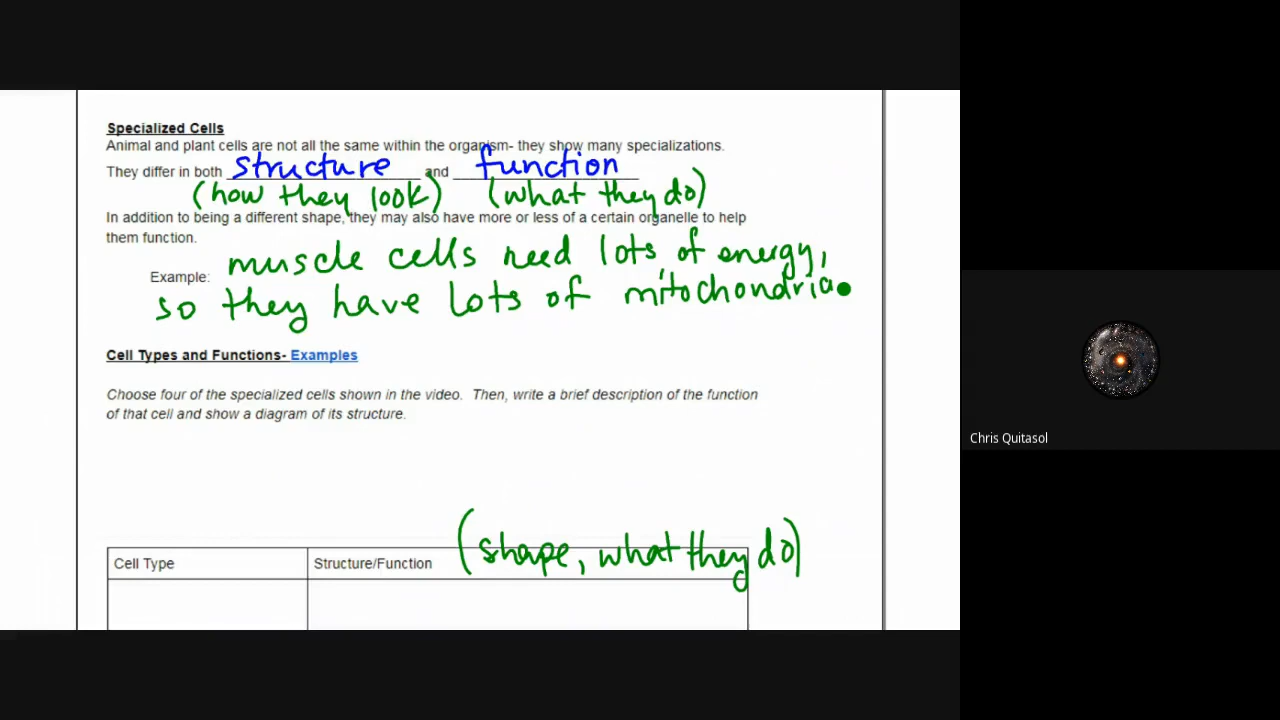 Specialized Cells
Animal and plant cells are not all the same within the organism- they show many specializations.
They differ in both structure and function
(how they look) (what they do)
In addition to being a different shape, they may also have more or less of a certain organelle to help
them function.
Example: muscle cells need lots of energy,
so they have lots of mitochondria.
Cell Types and Functions- Examples
Choose four of the specialized cells shown in the video. Then, write a brief description of the function
of that cell and show a diagram of its structure.
Cell Type Structure/Function (shape, what they do)
Chris Quitasol